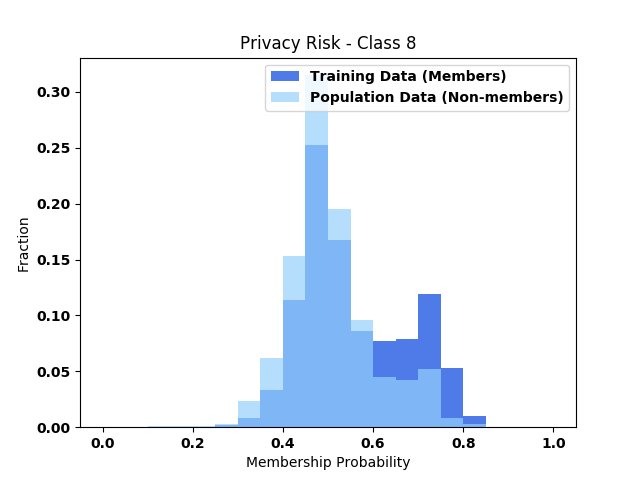 Privacy Risk - Class 8
Training Data (Members)
Population Data (Non-members)
0.30
0.25
0.20
0.15
0.10
0.05
0.00
Fraction
0.0 0.2 0.4 0.6 0.8 1.0
Membership Probability